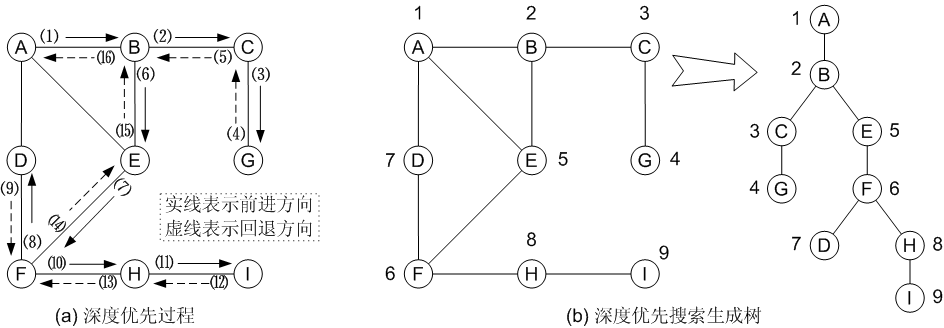 1 2 3
A (1) B (2) C
(16) (5)
(6) (3)
(15) (4)
D E G
(9) (14) (7)
(8)
实线表示前进方向
虚线表示回退方向
F (10) H (11) I
(13) (12)
(a) 深度优先过程
A B C
7 D E 5 G 4
8 9
6 F H I
(b) 深度优先搜索生成树
1 A
2 B
3 C E 5
4 G F 6
7 D H 8
I 9